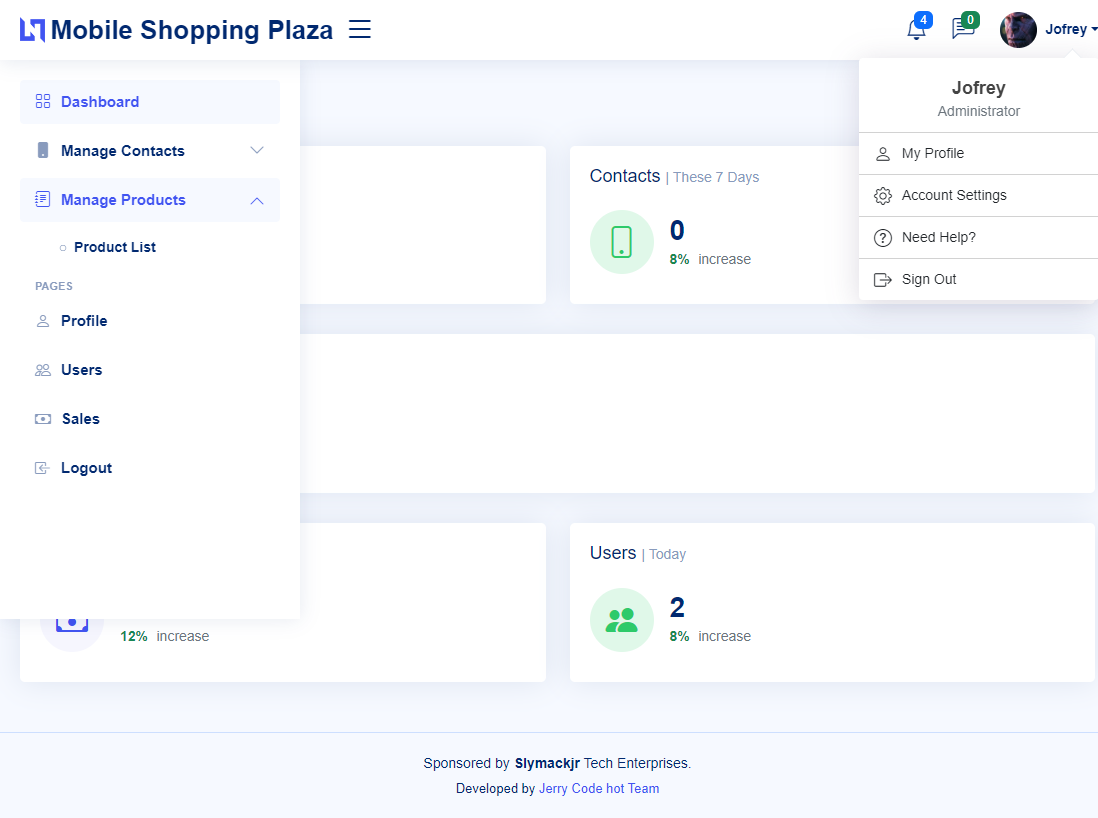 Mobile Shopping Plaza
4
0
Jofrey
Jofrey
Administrator
My Profile
Account Settings
Need Help?
Sign Out
Dashboard
Manage Contacts
Manage Products
Product List
PAGES
Profile
Users
Sales
Logout
Contacts | These 7 Days
0
8% increase
12% increase
Users | Today
2
8% increase
Sponsored by Slymackjr Tech Enterprises.
Developed by Jerry Code hot Team